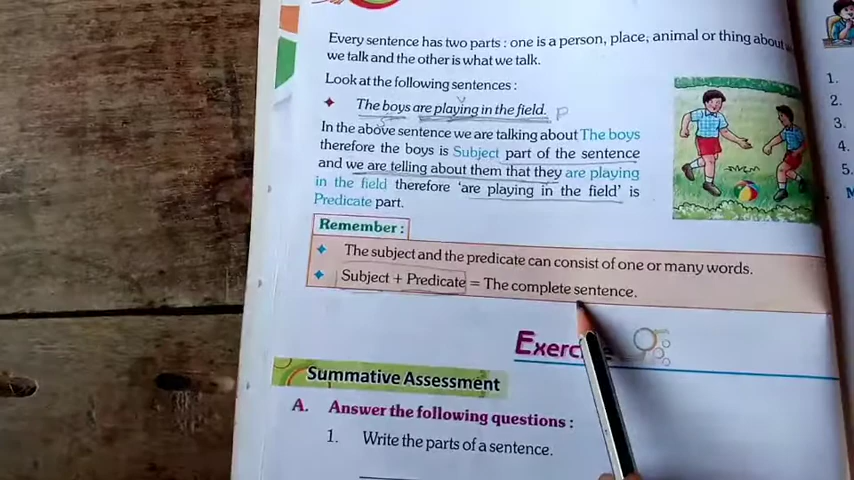 Every sentence has two parts : one is a person, place, animal or thing about
we talk and the other is what we talk.
Look at the following sentences :
The boys are playing in the field. P
V
S
In the above sentence we are talking about The boys
therefore the boys is Subject part of the sentence
and we are telling about them that they are playing
in the field therefore 'are playing in the field' is
Predicate part.
Remember :
The subject and the predicate can consist of one or many words.
Subject + Predicate = The complete sentence.
Summative Assessment
A. Answer the following questions :
1. Write the parts of a sentence.
1.
2.
3.
4.
5.